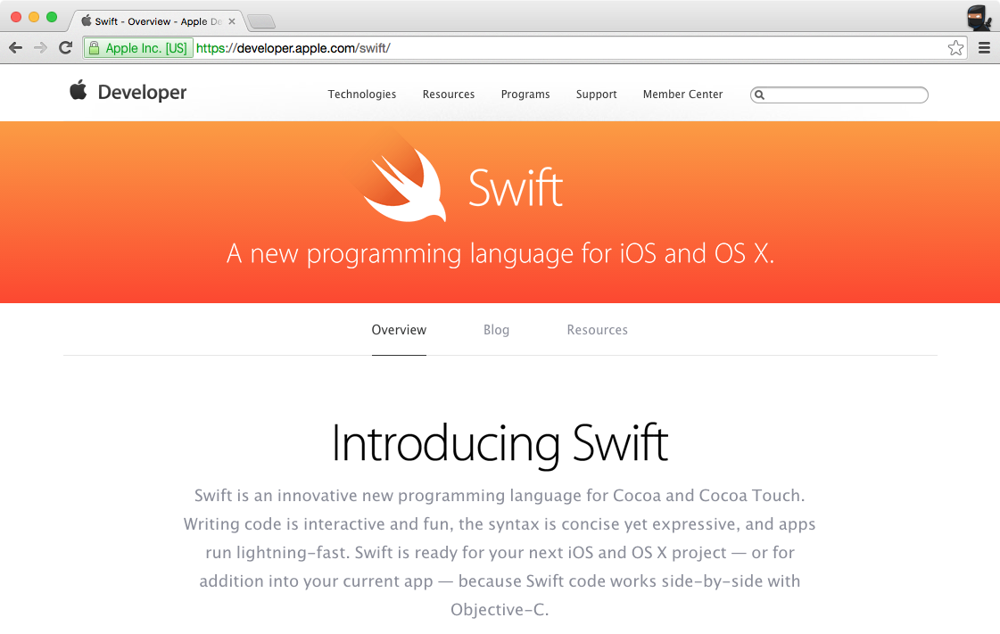 Swift - Overview - Apple De
Apple Inc. [US] https://developer.apple.com/swift/
Developer Technologies Resources Programs Support Member Center
Swift
A new programming language for iOS and OS X.
Overview Blog Resources
Introducing Swift
Swift is an innovative new programming language for Cocoa and Cocoa Touch.
Writing code is interactive and fun, the syntax is concise yet expressive, and apps
run lightning-fast. Swift is ready for your next iOS and OS X project — or for
addition into your current app — because Swift code works side-by-side with
Objective-C.